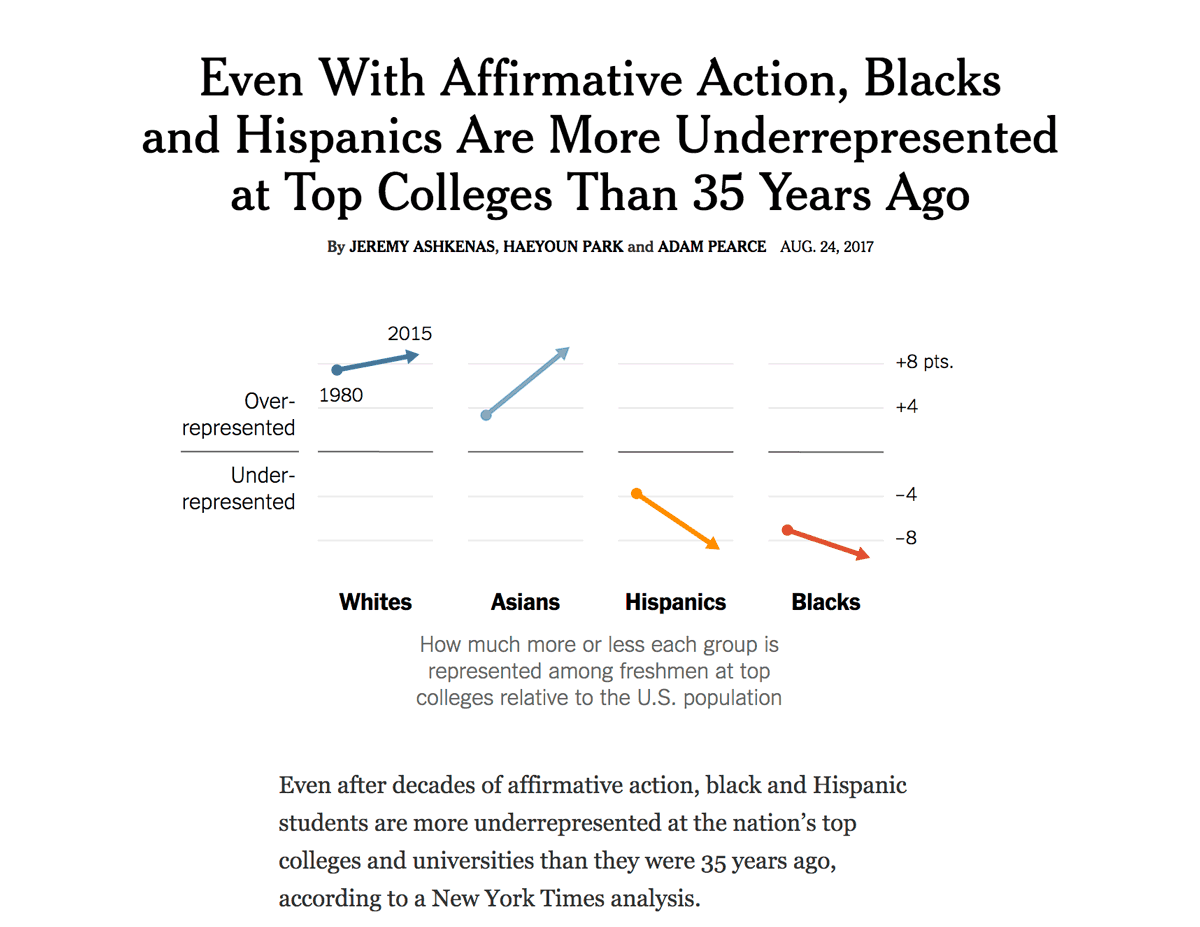 Even With Affirmative Action, Blacks
and Hispanics Are More Underrepresented
at Top Colleges Than 35 Years Ago
By JEREMY ASHKENAS, HAEYOUN PARK and ADAM PEARCE AUG. 24, 2017
2015
+8 pts.
1980
Over-
represented
+4
Under-
represented
–4
–8
Whites
Asians
Hispanics
Blacks
How much more or less each group is
represented among freshmen at top
colleges relative to the U.S. population
Even after decades of affirmative action, black and Hispanic
students are more underrepresented at the nation’s top
colleges and universities than they were 35 years ago,
according to a New York Times analysis.